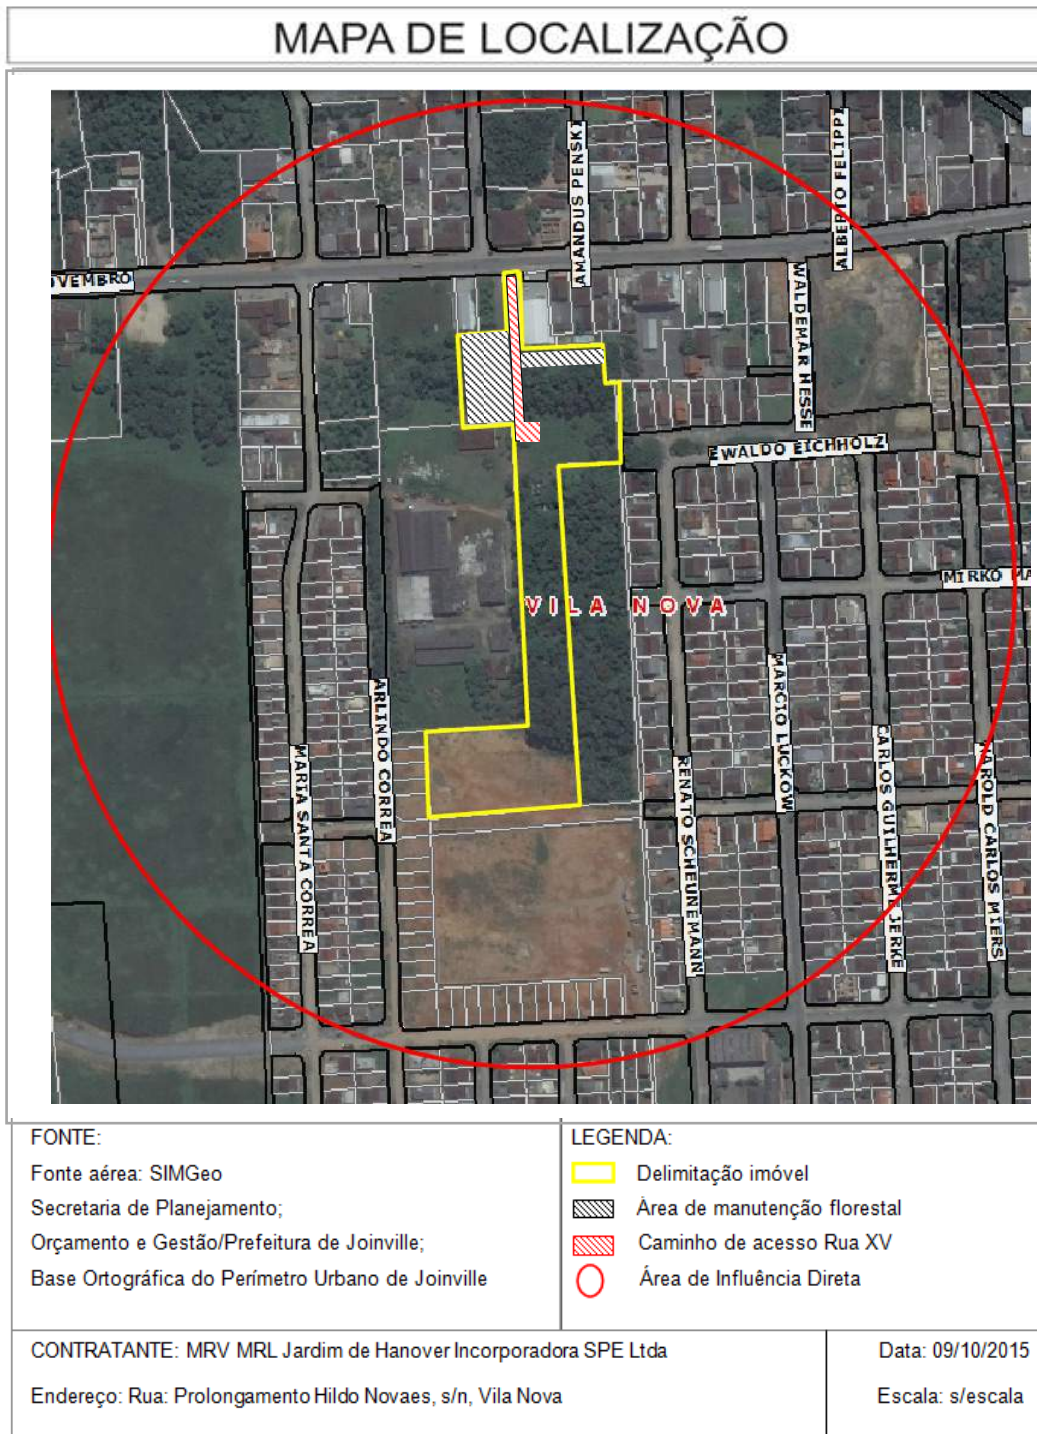 MAPA DE LOCALIZAÇÃO
AMANDUS PENSKI
ALBERTO FELIPPI
OVEMBRO
WALDEMAR HESSE
EWALDO EICHHOLZ
MIRKO MA
VILA NOVA
ARLINDO CORREA
MARIA SANTA CORREA
RENATO SCHEUNEMANN
MARCIO LUCKOW
CARLOS GUILHERME JERKE
HAROLD CARLOS MIERS
FONTE:
Fonte aérea: SIMGeo
Secretaria de Planejamento;
Orçamento e Gestão/Prefeitura de Joinville;
Base Ortográfica do Perímetro Urbano de Joinville
LEGENDA:
Delimitação imóvel
Área de manutenção florestal
Caminho de acesso Rua XV
Área de Influência Direta
CONTRATANTE: MRV MRL Jardim de Hanover Incorporadora SPE Ltda
Endereço: Rua: Prolongamento Hildo Novaes, s/n, Vila Nova
Data: 09/10/2015
Escala: s/escala